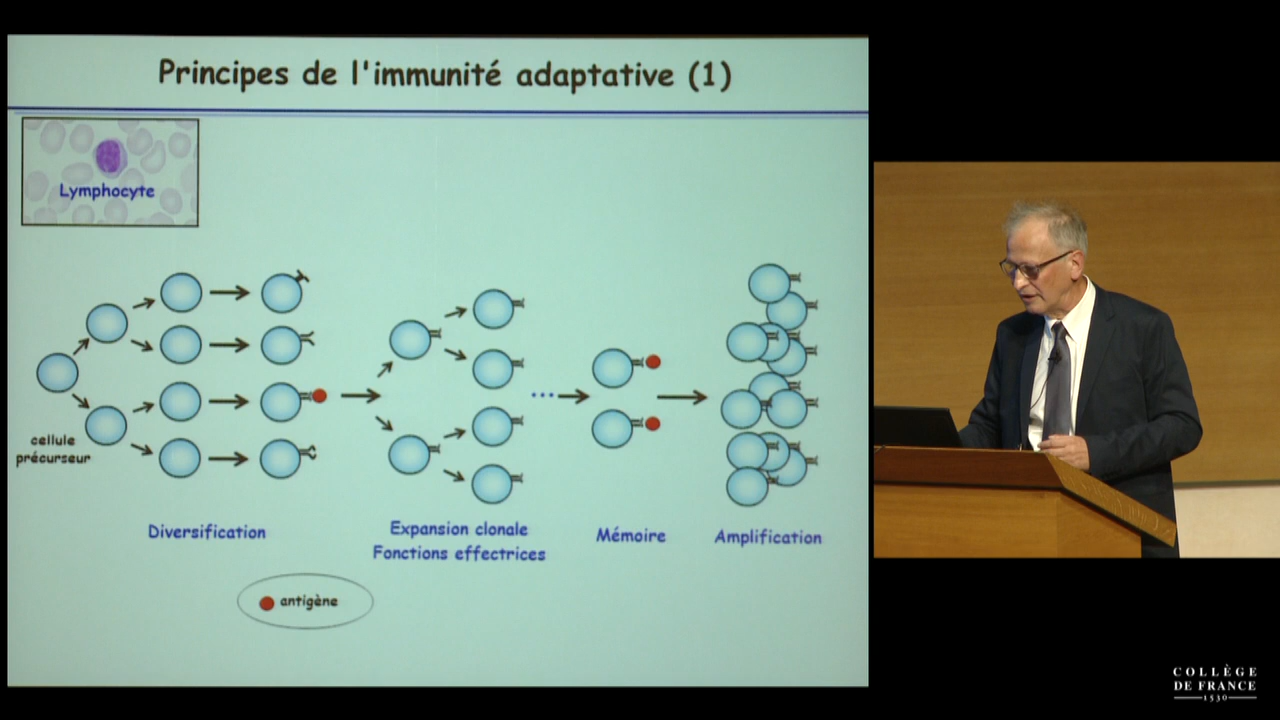 Principes de l'immunité adaptative (1)
Lymphocyte
cellule
précurseur
Diversification
Expansion clonale
Fonctions effectrices
Mémoire
Amplification
antigène
COLLÈGE
DE FRANCE
1530